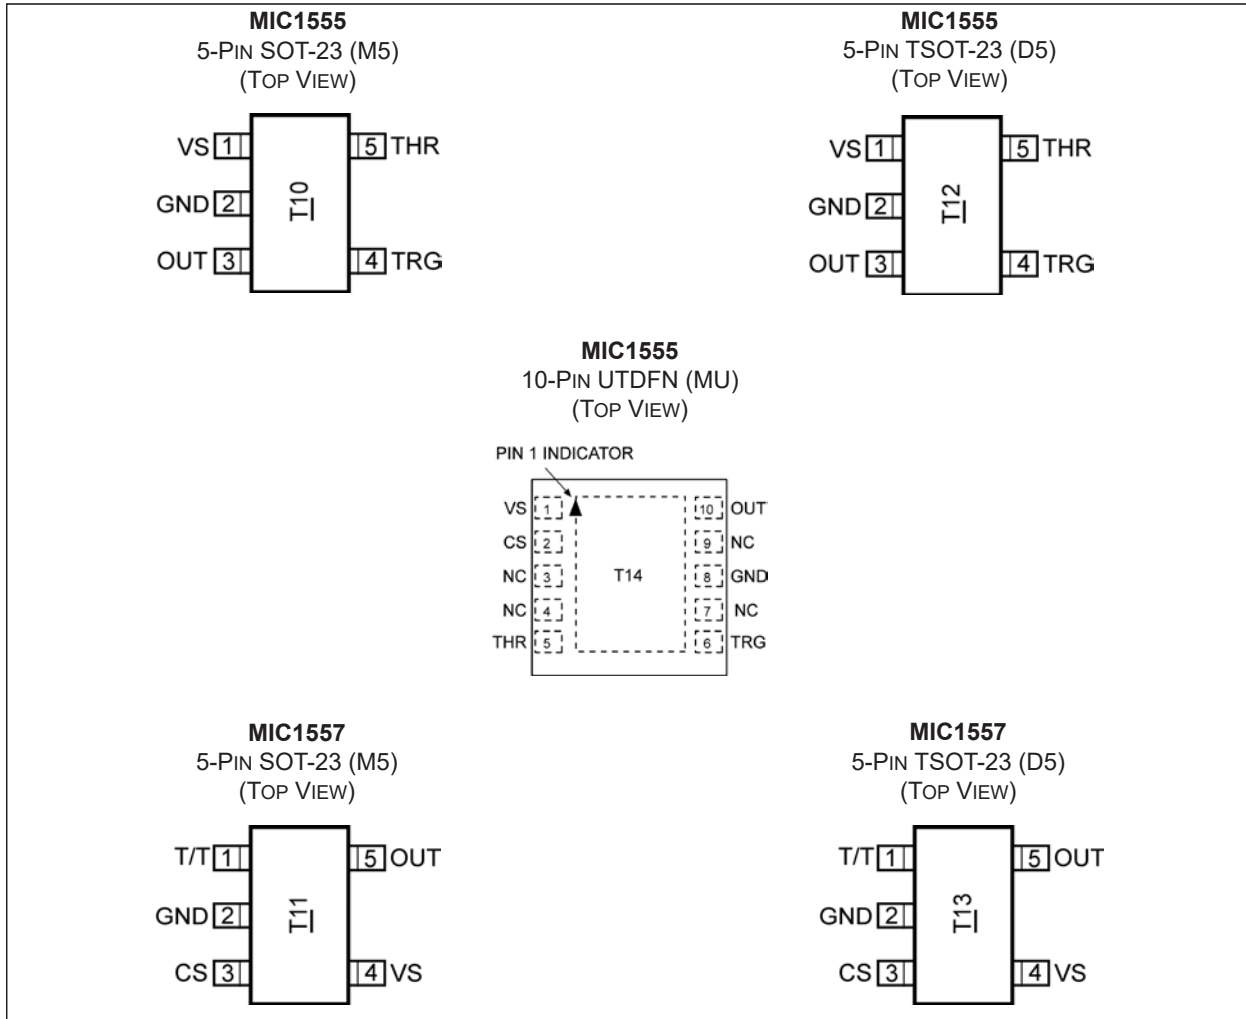 MIC1555
5-PIN SOT-23 (M5)
(TOP VIEW)
VS 1
5 THR
GND 2
T10
OUT 3
4 TRG
MIC1555
5-PIN TSOT-23 (D5)
(TOP VIEW)
VS 1
5 THR
GND 2
T12
OUT 3
4 TRG
MIC1555
10-PIN UTDFN (MU)
(TOP VIEW)
PIN 1 INDICATOR
VS 1
10 OUT
CS 2
9 NC
NC 3
T14
8 GND
NC 4
7 NC
THR 5
6 TRG
MIC1557
5-PIN SOT-23 (M5)
(TOP VIEW)
T/T 1
5 OUT
GND 2
T11
CS 3
4 VS
MIC1557
5-PIN TSOT-23 (D5)
(TOP VIEW)
T/T 1
5 OUT
GND 2
T13
CS 3
4 VS